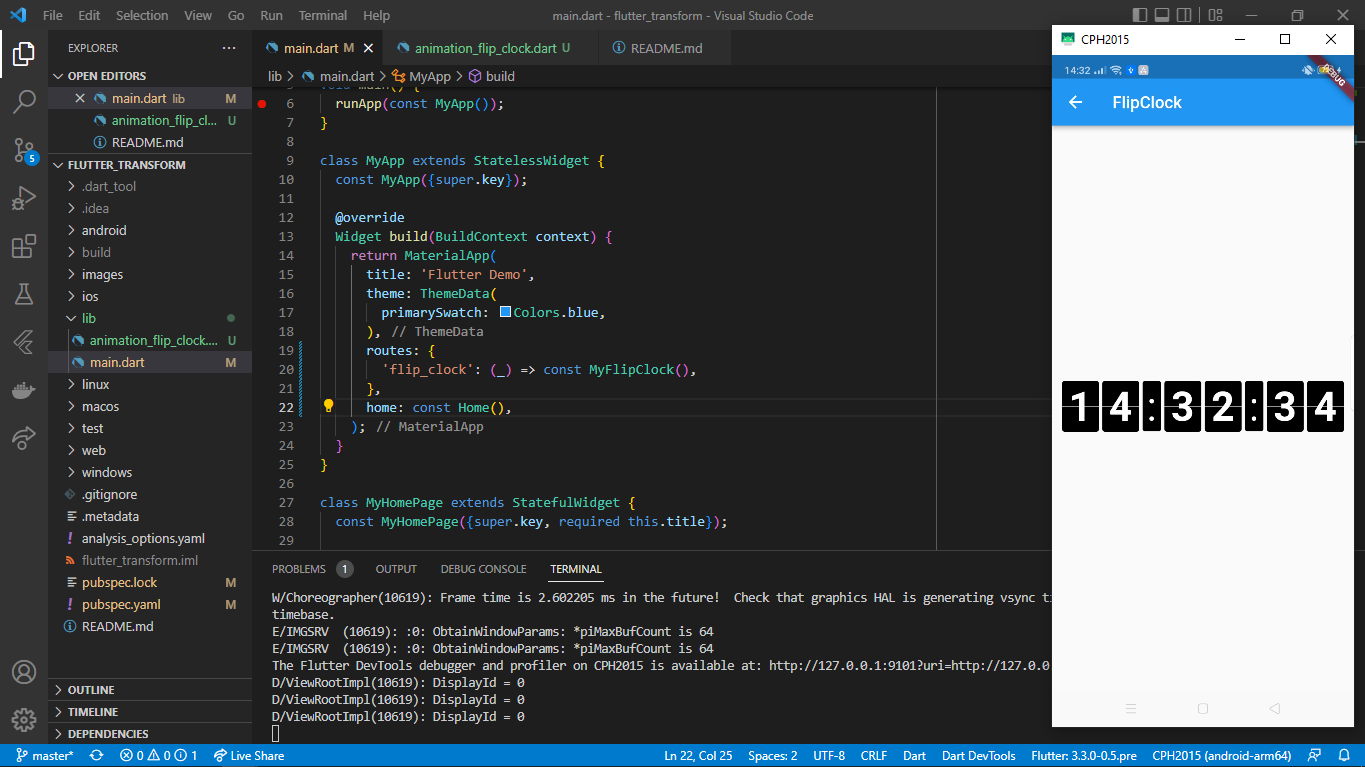 File Edit Selection View Go Run Terminal Help
main.dart - flutter_transform - Visual Studio Code
EXPLORER
OPEN EDITORS
main.dart lib M
animation_flip_cl... U
README.md
FLUTTER_TRANSFORM
.dart_tool
.idea
android
build
images
ios
lib
animation_flip_clock.... U
main.dart M
linux
macos
test
web
windows
.gitignore
.metadata
analysis_options.yaml
flutter_transform.iml
pubspec.lock M
pubspec.yaml M
README.md
OUTLINE
TIMELINE
DEPENDENCIES
5
main.dart M
animation_flip_clock.dart U
README.md
lib > main.dart > MyApp > build
5 void main() {
6 runApp(const MyApp());
7 }
8
9 class MyApp extends StatelessWidget {
10 const MyApp({super.key});
11
12 @override
13 Widget build(BuildContext context) {
14 return MaterialApp(
15 title: 'Flutter Demo',
16 theme: ThemeData(
17 primarySwatch: Colors.blue,
18 ), // ThemeData
19 routes: {
20 'flip_clock': (_) => const MyFlipClock(),
21 },
22 home: const Home(),
23 ); // MaterialApp
24 }
25 }
26
27 class MyHomePage extends StatefulWidget {
28 const MyHomePage({super.key, required this.title});
29
PROBLEMS 1 OUTPUT DEBUG CONSOLE TERMINAL
W/Choreographer(10619): Frame time is 2.602205 ms in the future!  Check that graphics HAL is generating vsync ti
timebase.
E/IMGSRV  (10619): :0: ObtainWindowParams: *piMaxBufCount is 64
E/IMGSRV  (10619): :0: ObtainWindowParams: *piMaxBufCount is 64
The Flutter DevTools debugger and profiler on CPH2015 is available at: http://127.0.0.1:9101?uri=http://127.0.0
D/ViewRootImpl(10619): DisplayId = 0
D/ViewRootImpl(10619): DisplayId = 0
D/ViewRootImpl(10619): DisplayId = 0
CPH2015
14:32
DEBUG
FlipClock
14:32:34
master* 0 0 1 Live Share
Ln 22, Col 25 Spaces: 2 UTF-8 CRLF Dart Dart DevTools Flutter: 3.3.0-0.5.pre CPH2015 (android-arm64)